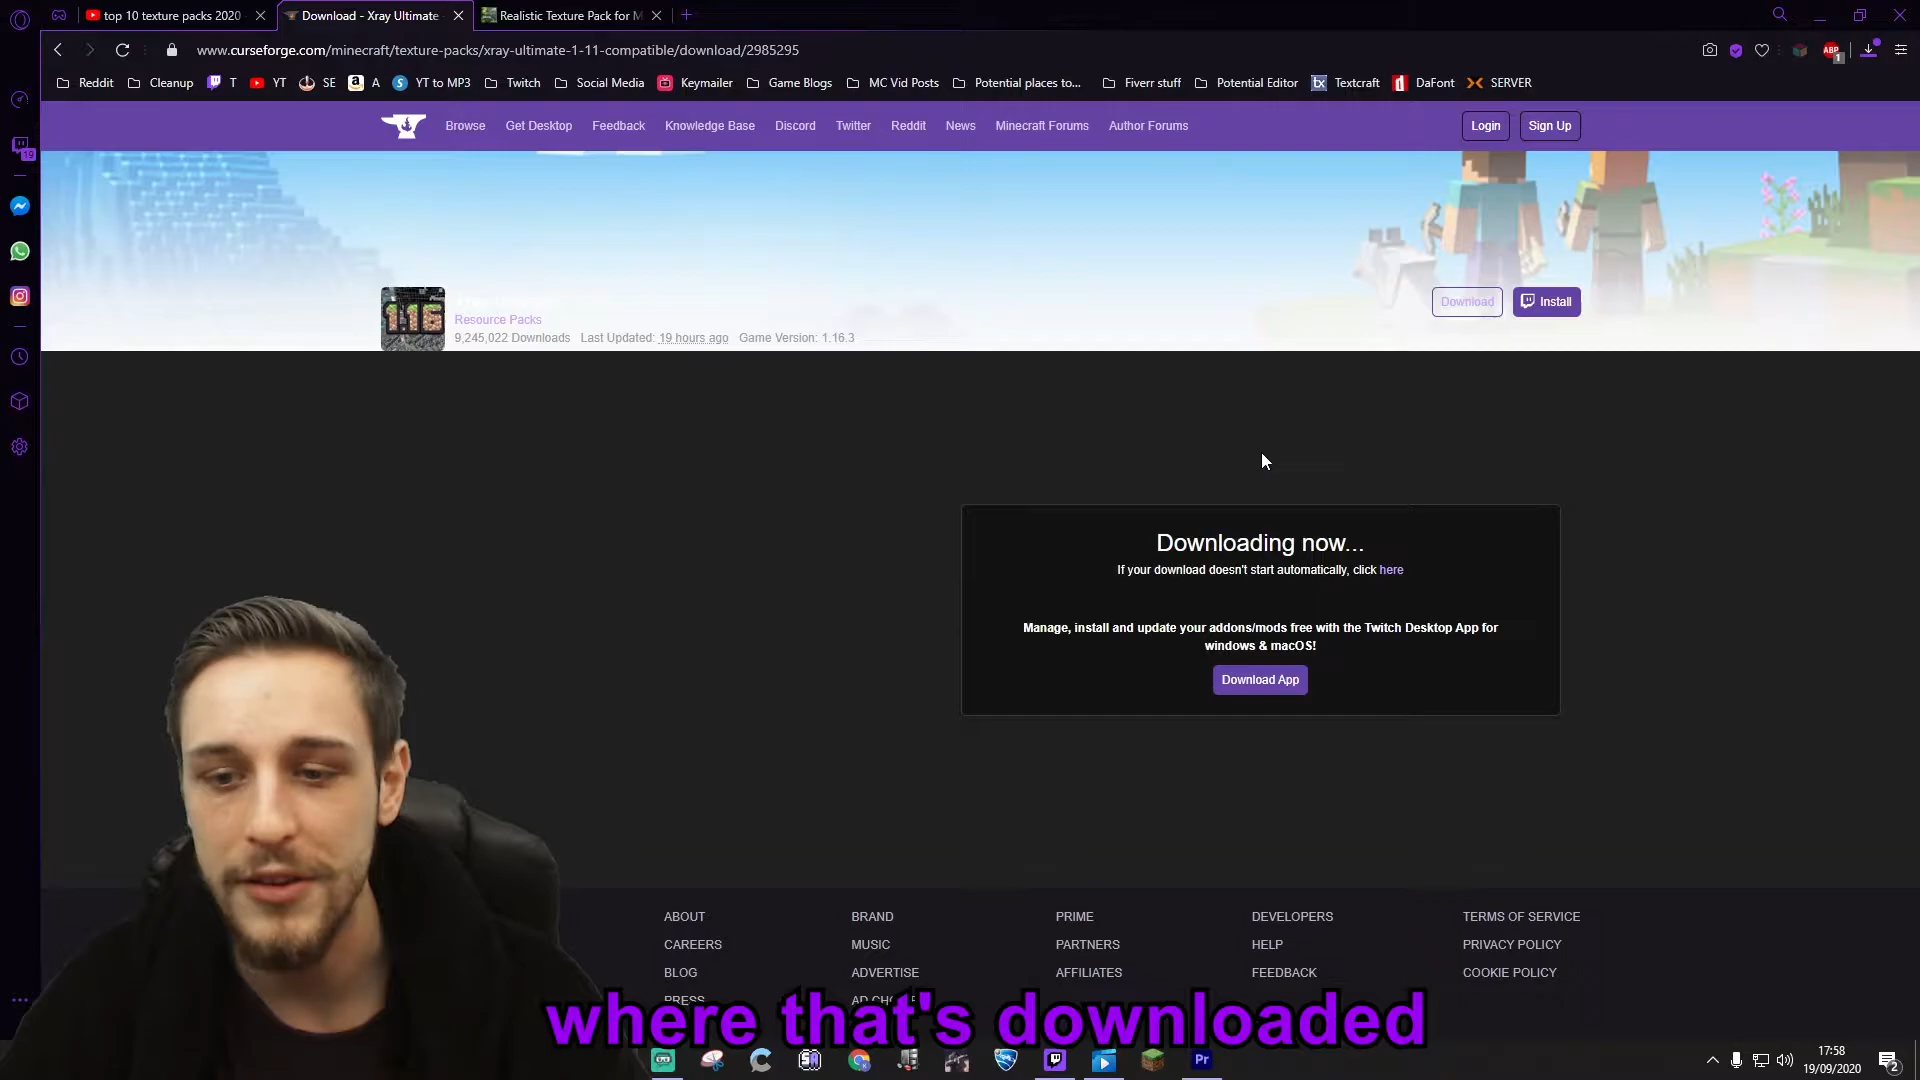 top 10 texture packs 2020
Download - Xray Ultimate
Realistic Texture Pack for M
www.curseforge.com/minecraft/texture-packs/xray-ultimate-1-11-compatible/download/2985295
ABP
1
Reddit Cleanup T YT SE A YT to MP3 Twitch Social Media Keymailer Game Blogs MC Vid Posts Potential places to... Fiverr stuff Potential Editor Textcraft DaFont SERVER
Browse Get Desktop Feedback Knowledge Base Discord Twitter Reddit News Minecraft Forums Author Forums Login Sign Up
19
1.16
Resource Packs
9,245,022 Downloads Last Updated: 19 hours ago Game Version: 1.16.3
Download Install
Downloading now...
If your download doesn't start automatically, click here
Manage, install and update your addons/mods free with the Twitch Desktop App for
windows & macOS!
Download App
ABOUT BRAND PRIME DEVELOPERS TERMS OF SERVICE
CAREERS MUSIC PARTNERS HELP PRIVACY POLICY
BLOG ADVERTISE AFFILIATES FEEDBACK COOKIE POLICY
PRESS
where that's downloaded
Pr
17:58
19/09/2020
2